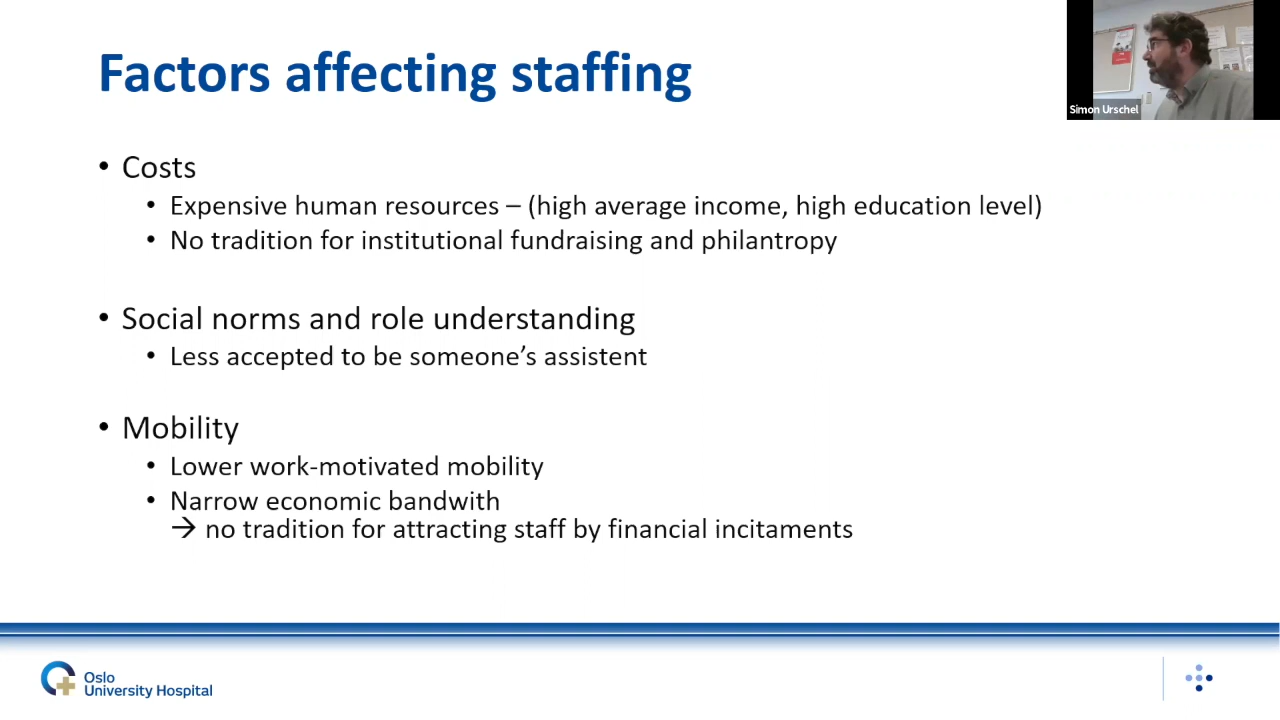 Factors affecting staffing
Simon Urschel
• Costs
• Expensive human resources – (high average income, high education level)
• No tradition for institutional fundraising and philantropy
• Social norms and role understanding
• Less accepted to be someone’s assistent
• Mobility
• Lower work-motivated mobility
• Narrow economic bandwith
→ no tradition for attracting staff by financial incitaments
Oslo
University Hospital